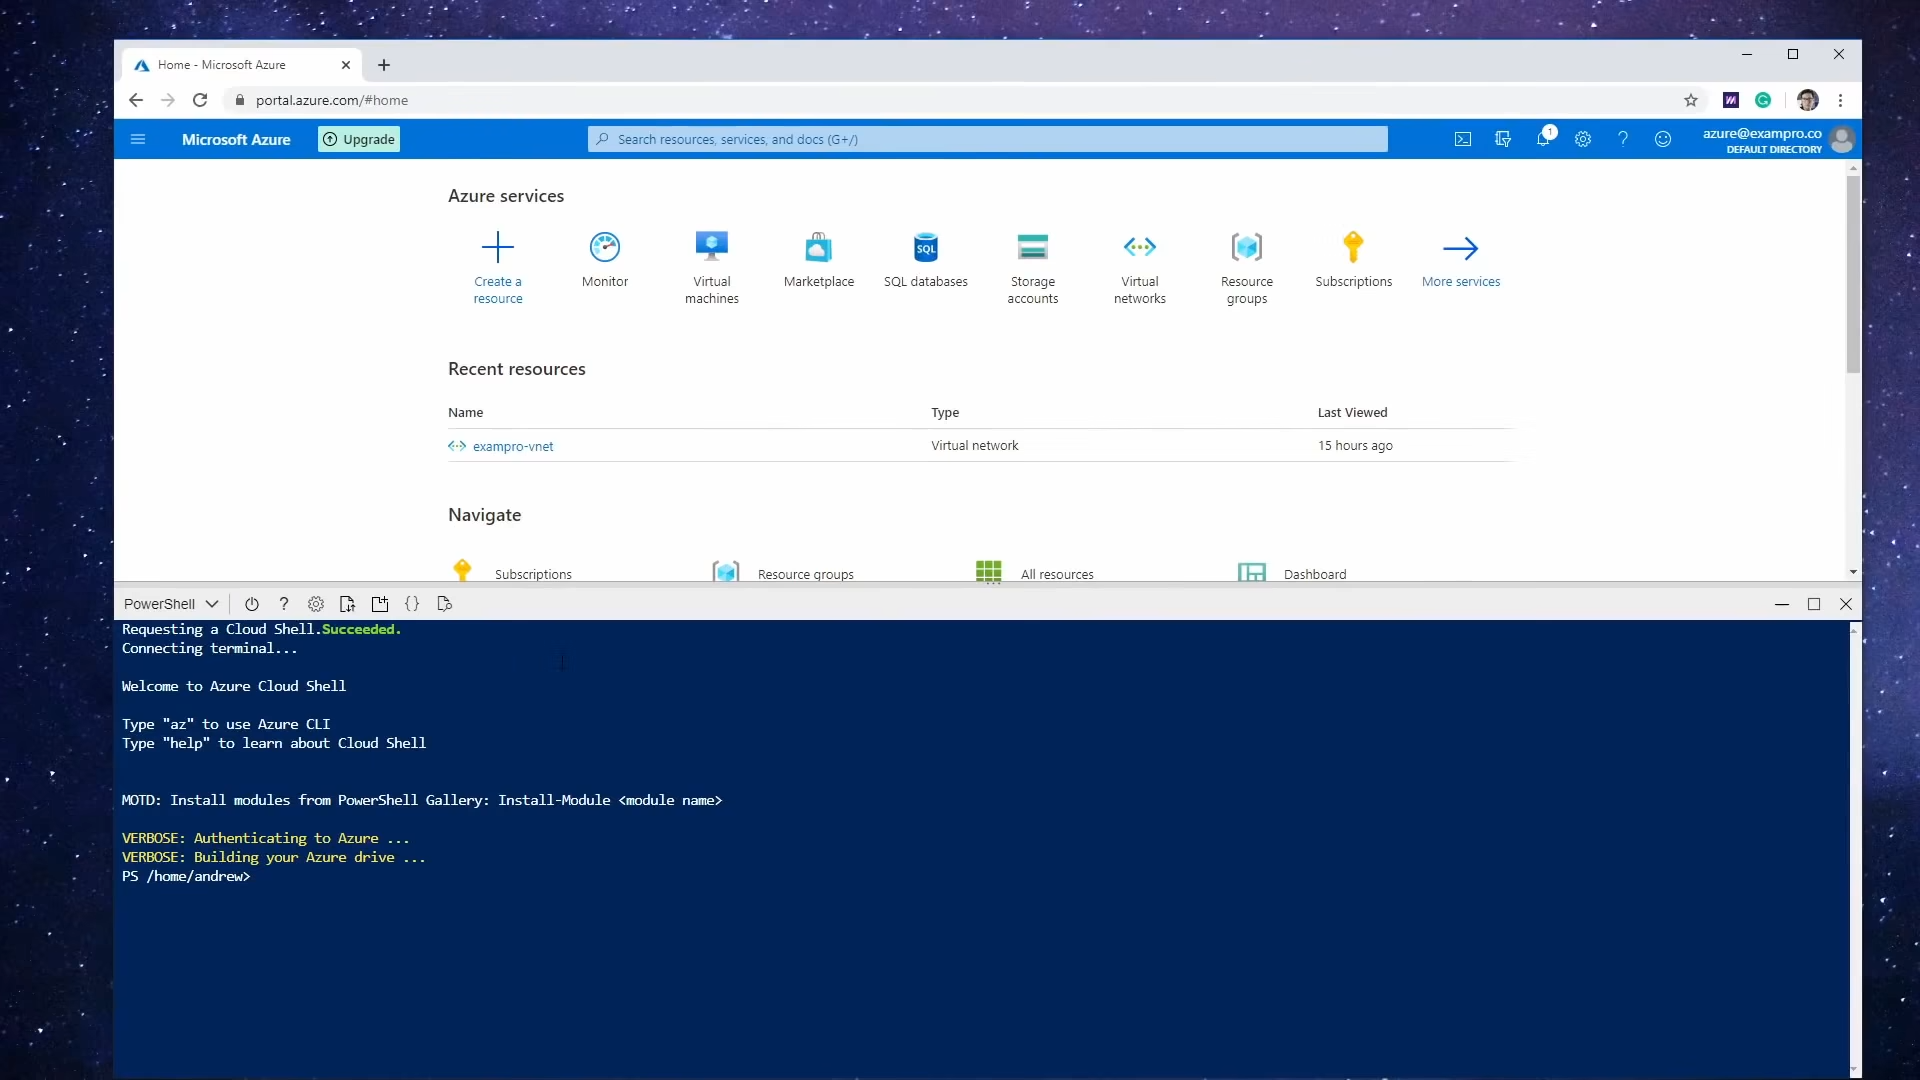 Home - Microsoft Azure
portal.azure.com/#home
Microsoft Azure
Upgrade
Search resources, services, and docs (G+/)
1
azure@exampro.co
DEFAULT DIRECTORY
Azure services
Create a resource
Monitor
Virtual machines
Marketplace
SQL
SQL databases
Storage accounts
Virtual networks
Resource groups
Subscriptions
More services
Recent resources
Name Type Last Viewed
exampro-vnet Virtual network 15 hours ago
Navigate
Subscriptions Resource groups All resources Dashboard
PowerShell
Requesting a Cloud Shell.Succeeded.
Connecting terminal...
Welcome to Azure Cloud Shell
Type "az" to use Azure CLI
Type "help" to learn about Cloud Shell
MOTD: Install modules from PowerShell Gallery: Install-Module <module name>
VERBOSE: Authenticating to Azure ...
VERBOSE: Building your Azure drive ...
PS /home/andrew>